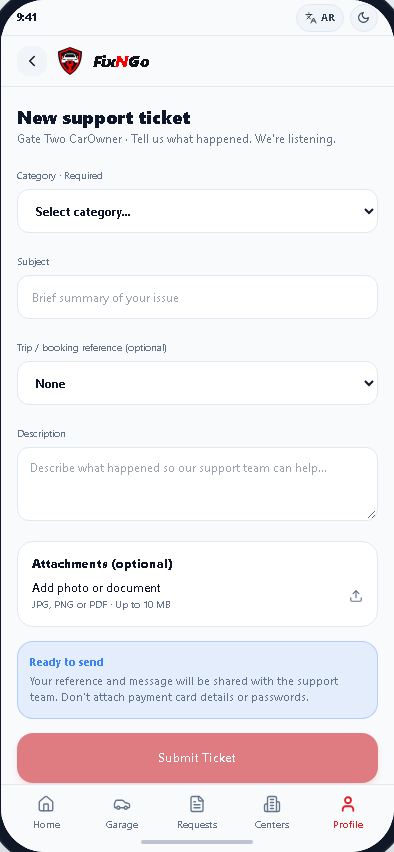 9:41
AR
FixNGo
New support ticket
Gate Two CarOwner · Tell us what happened. We're listening.
Category · Required
Select category...
Subject
Brief summary of your issue
Trip / booking reference (optional)
None
Description
Describe what happened so our support team can help...
Attachments (optional)
Add photo or document
JPG, PNG or PDF · Up to 10 MB
Ready to send
Your reference and message will be shared with the support
team. Don't attach payment card details or passwords.
Submit Ticket
Home Garage Requests Centers Profile